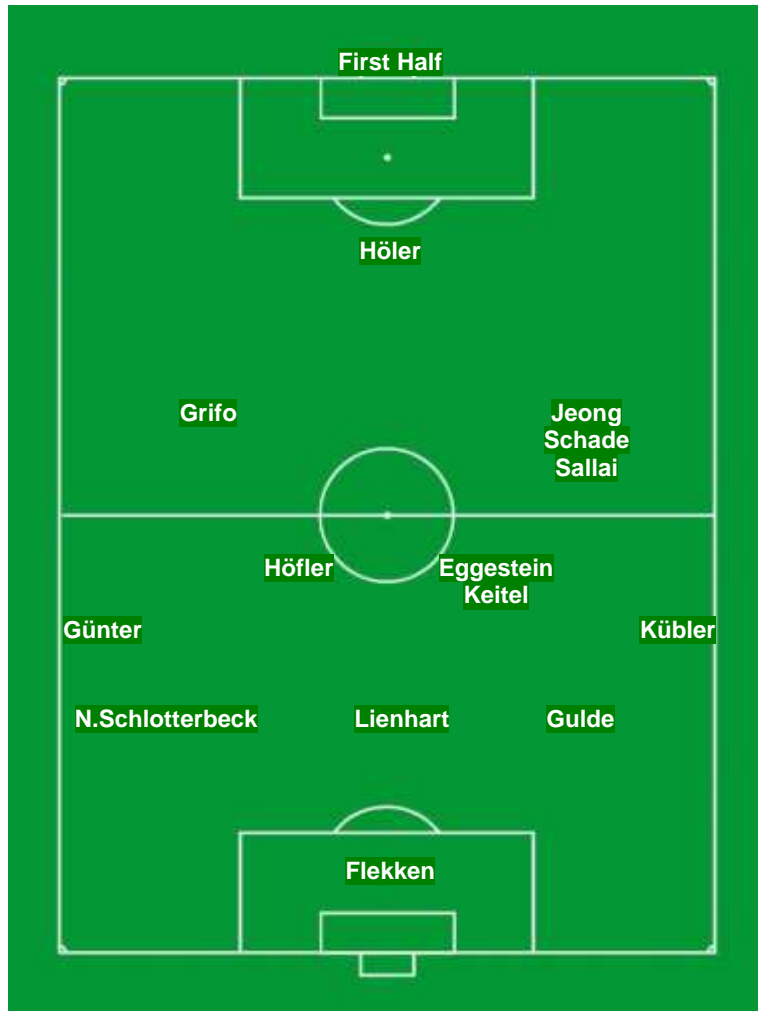 First Half
Höler
Grifo
Jeong
Schade
Sallai
Höfler
Eggestein
Keitel
Günter
Kübler
N.Schlotterbeck
Lienhart
Gulde
Flekken